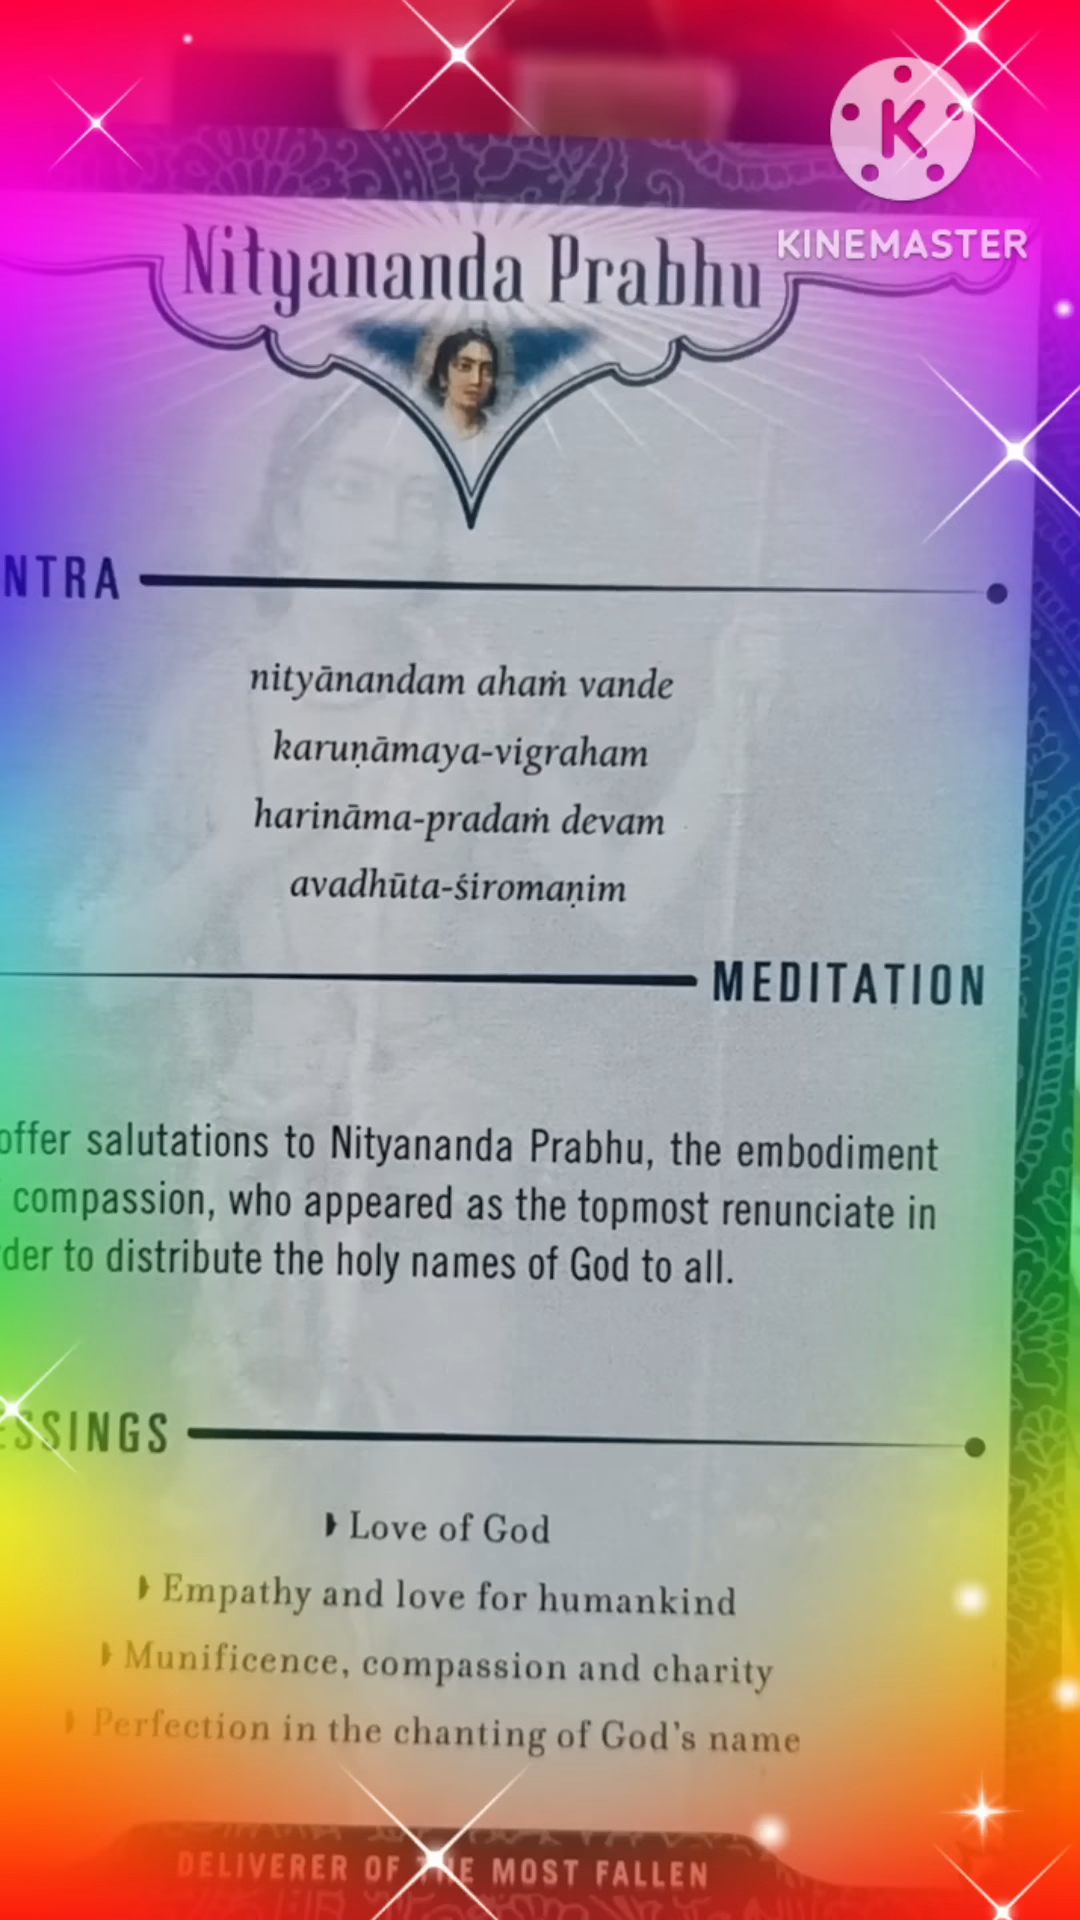 K
KINEMASTER
Nityananda Prabhu
NTRA
nityānandam ahaṁ vande
karuṇāmaya-vigraham
harināma-pradaṁ devam
avadhūta-śiromaṇim
MEDITATION
offer salutations to Nityananda Prabhu, the embodiment
compassion, who appeared as the topmost renunciate in
der to distribute the holy names of God to all.
ESSINGS
Love of God
Empathy and love for humankind
Munificence, compassion and charity
Perfection in the chanting of God's name
DELIVERER OF THE MOST FALLEN